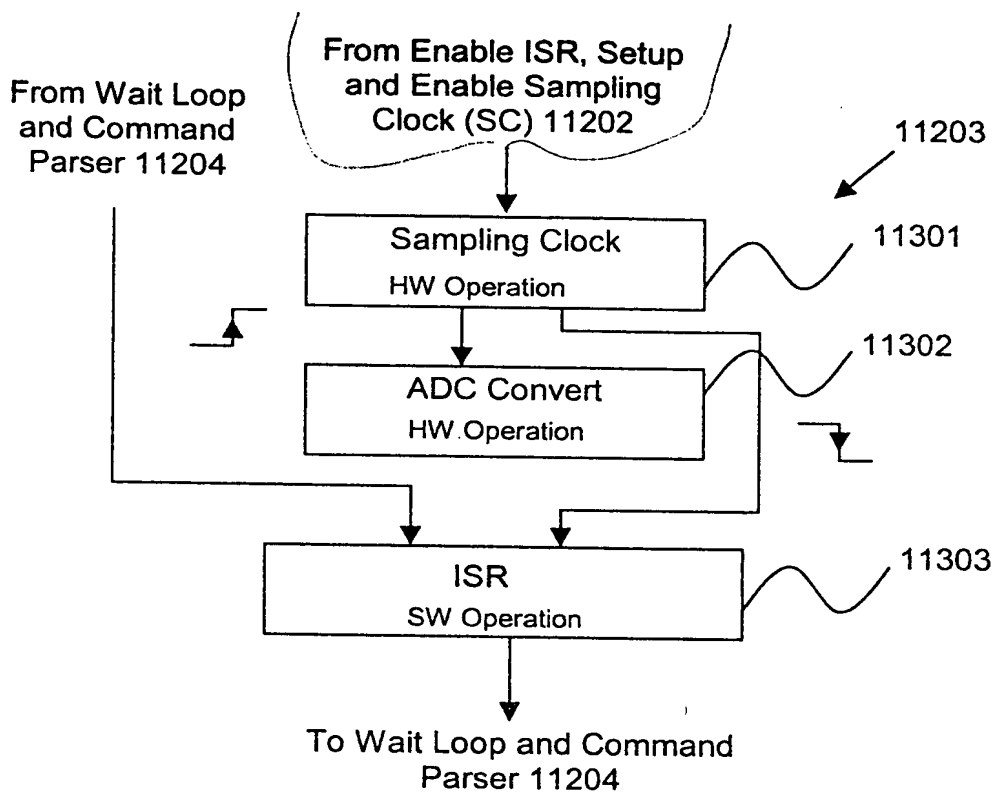 From Enable ISR, Setup
and Enable Sampling
Clock (SC) 11202
From Wait Loop
and Command
Parser 11204
11203
Sampling Clock
HW Operation
11301
ADC Convert
HW Operation
11302
ISR
SW Operation
11303
To Wait Loop and Command
Parser 11204